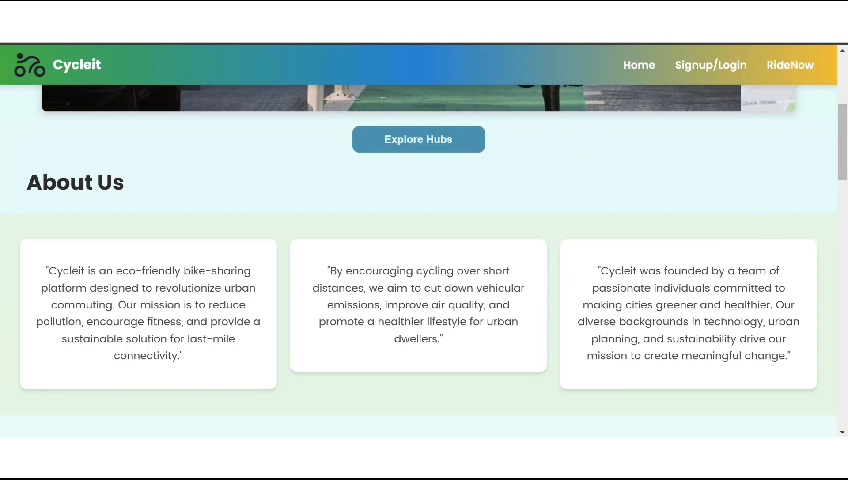 Cycleit
Home Signup/Login RideNow
Explore Hubs
About Us
"Cycleit is an eco-friendly bike-sharing
platform designed to revolutionize urban
commuting. Our mission is to reduce
pollution, encourage fitness, and provide a
sustainable solution for last-mile
connectivity."
"By encouraging cycling over short
distances, we aim to cut down vehicular
emissions, improve air quality, and
promote a healthier lifestyle for urban
dwellers."
"Cycleit was founded by a team of
passionate individuals committed to
making cities greener and healthier. Our
diverse backgrounds in technology, urban
planning, and sustainability drive our
mission to create meaningful change."